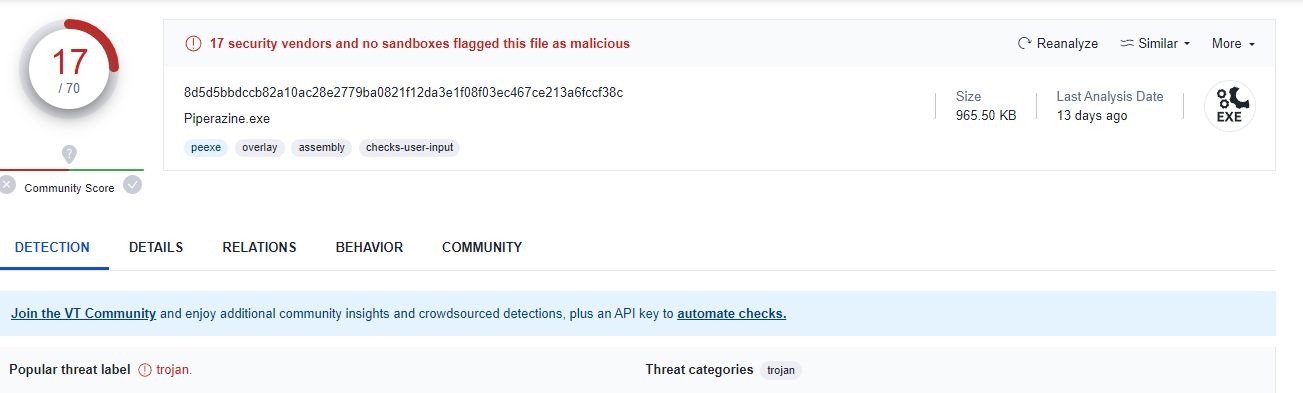 17
/ 70
Community Score
17 security vendors and no sandboxes flagged this file as malicious
Reanalyze
Similar
More
8d5d5bbdccb82a10ac28e2779ba0821f12da3e1f08f03ec467ce213a6fccf38c
Piperazine.exe
peexe overlay assembly checks-user-input
Size
965.50 KB
Last Analysis Date
13 days ago
EXE
DETECTION DETAILS RELATIONS BEHAVIOR COMMUNITY
Join the VT Community and enjoy additional community insights and crowdsourced detections, plus an API key to automate checks.
Popular threat label trojan.
Threat categories trojan